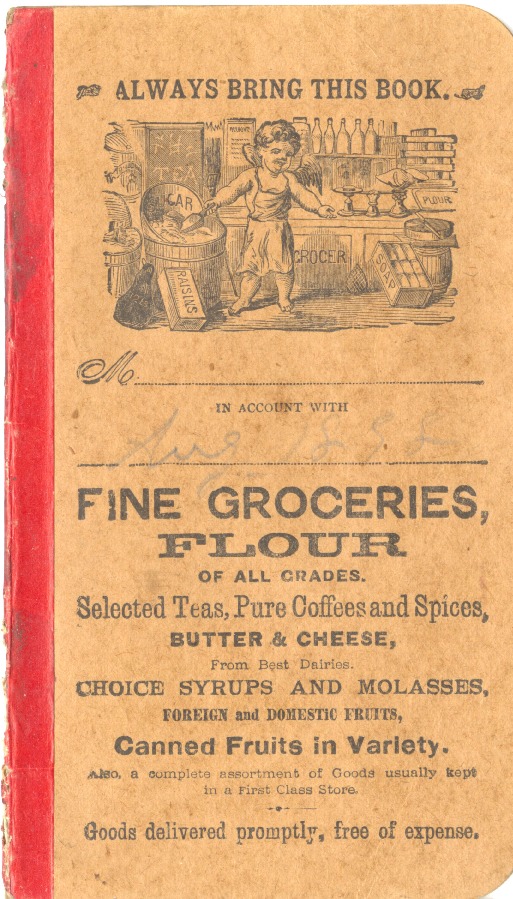 ALWAYS BRING THIS BOOK.
TEA
GAR
FLOUR
GROCER
RAISINS
SOAP
M
IN ACCOUNT WITH
FINE GROCERIES,
FLOUR
OF ALL GRADES.
Selected Teas, Pure Coffees and Spices,
BUTTER & CHEESE,
From Best Dairies.
CHOICE SYRUPS AND MOLASSES,
FOREIGN and DOMESTIC FRUITS,
Canned Fruits in Variety.
Also, a complete assortment of Goods usually kept
in a First Class Store.
Goods delivered promptly, free of expense.